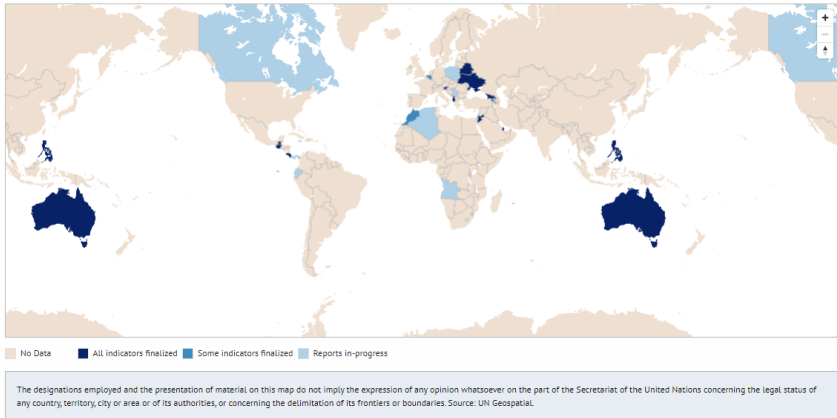 No Data All indicators finalized Some indicators finalized Reports in-progress
The designations employed and the presentation of material on this map do not imply the expression of any opinion whatsoever on the part of the Secretariat of the United Nations concerning the legal status of
any country, territory, city or area or of its authorities, or concerning the delimitation of its frontiers or boundaries. Source: UN Geospatial.